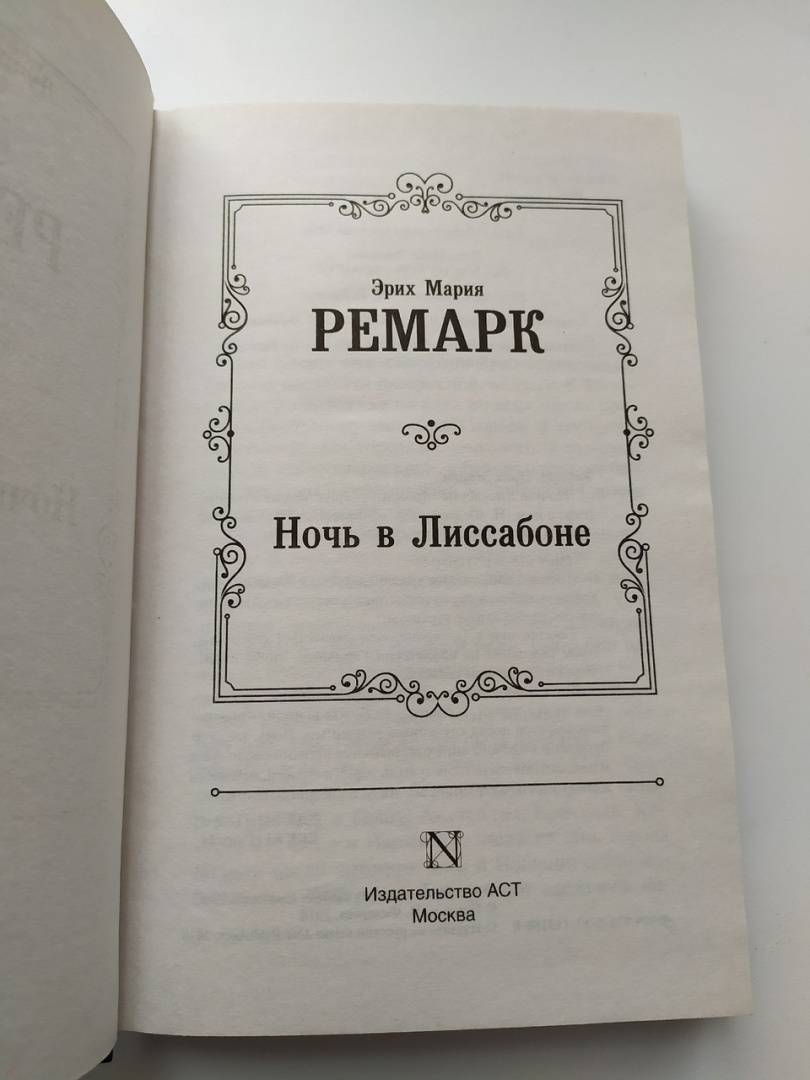 Эрих Мария
РЕМАРК
Ночь в Лиссабоне
N
Издательство АСТ
Москва